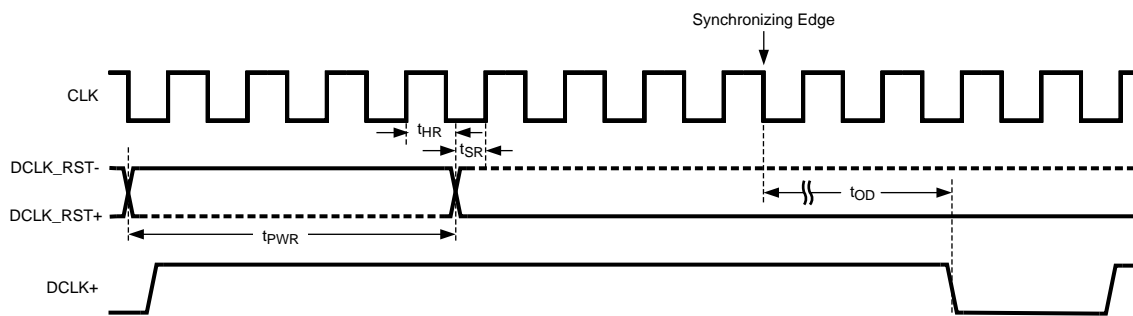 Synchronizing Edge
CLK
tHR
tSR
DCLK_RST-
tOD
DCLK_RST+
tPWR
DCLK+